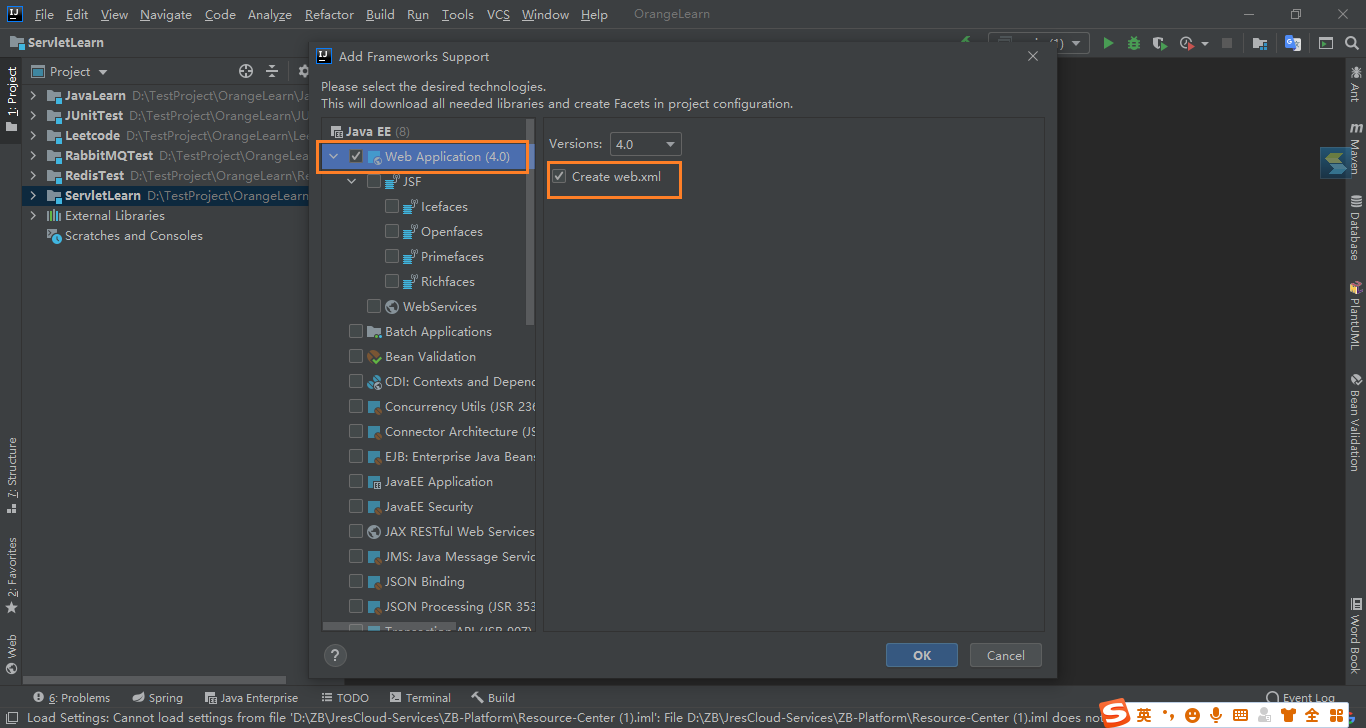 File Edit View Navigate Code Analyze Refactor Build Run Tools VCS Window Help OrangeLearn
ServletLearn
Project
JavaLearn D:\TestProject\OrangeLearn\Ja
JUnitTest D:\TestProject\OrangeLearn\JU
Leetcode D:\TestProject\OrangeLearn\Lee
RabbitMQTest D:\TestProject\OrangeLearn
RedisTest D:\TestProject\OrangeLearn\Re
ServletLearn D:\TestProject\OrangeLearn
External Libraries
Scratches and Consoles
1: Project
7: Structure
2: Favorites
Web
Add Frameworks Support
Please select the desired technologies.
This will download all needed libraries and create Facets in project configuration.
Java EE (8)
Web Application (4.0)
JSF
Icefaces
Openfaces
Primefaces
Richfaces
WebServices
Batch Applications
Bean Validation
CDI: Contexts and Depend
Concurrency Utils (JSR 236
Connector Architecture (JS
EJB: Enterprise Java Beans
JavaEE Application
JavaEE Security
JAX RESTful Web Services
JMS: Java Message Servic
JSON Binding
JSON Processing (JSR 353
Transaction API (JSR 907)
Versions: 4.0
Create web.xml
? OK Cancel
Ant
Maven
Database
PlantUML
Bean Validation
Word Book
6: Problems Spring Java Enterprise TODO Terminal Build Event Log
Load Settings: Cannot load settings from file 'D:\ZB\JresCloud-Services\ZB-Platform\Resource-Center (1).iml': File D:\ZB\JresCloud-Services\ZB-Platform\Resource-Center (1).iml does not
英 全